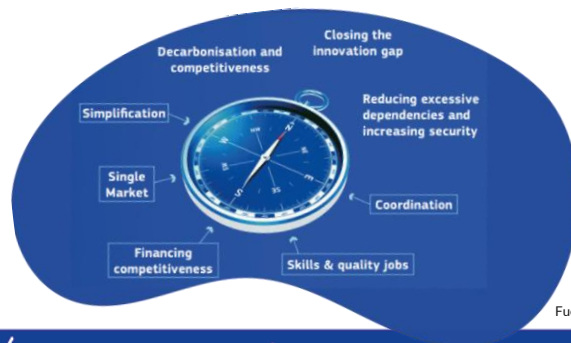 Closing the
innovation gap
Decarbonisation and
competitiveness
Reducing excessive
dependencies and
increasing security
Simplification
Single
Market
Coordination
Financing
competitiveness
Skills & quality jobs
N
E
SE
S